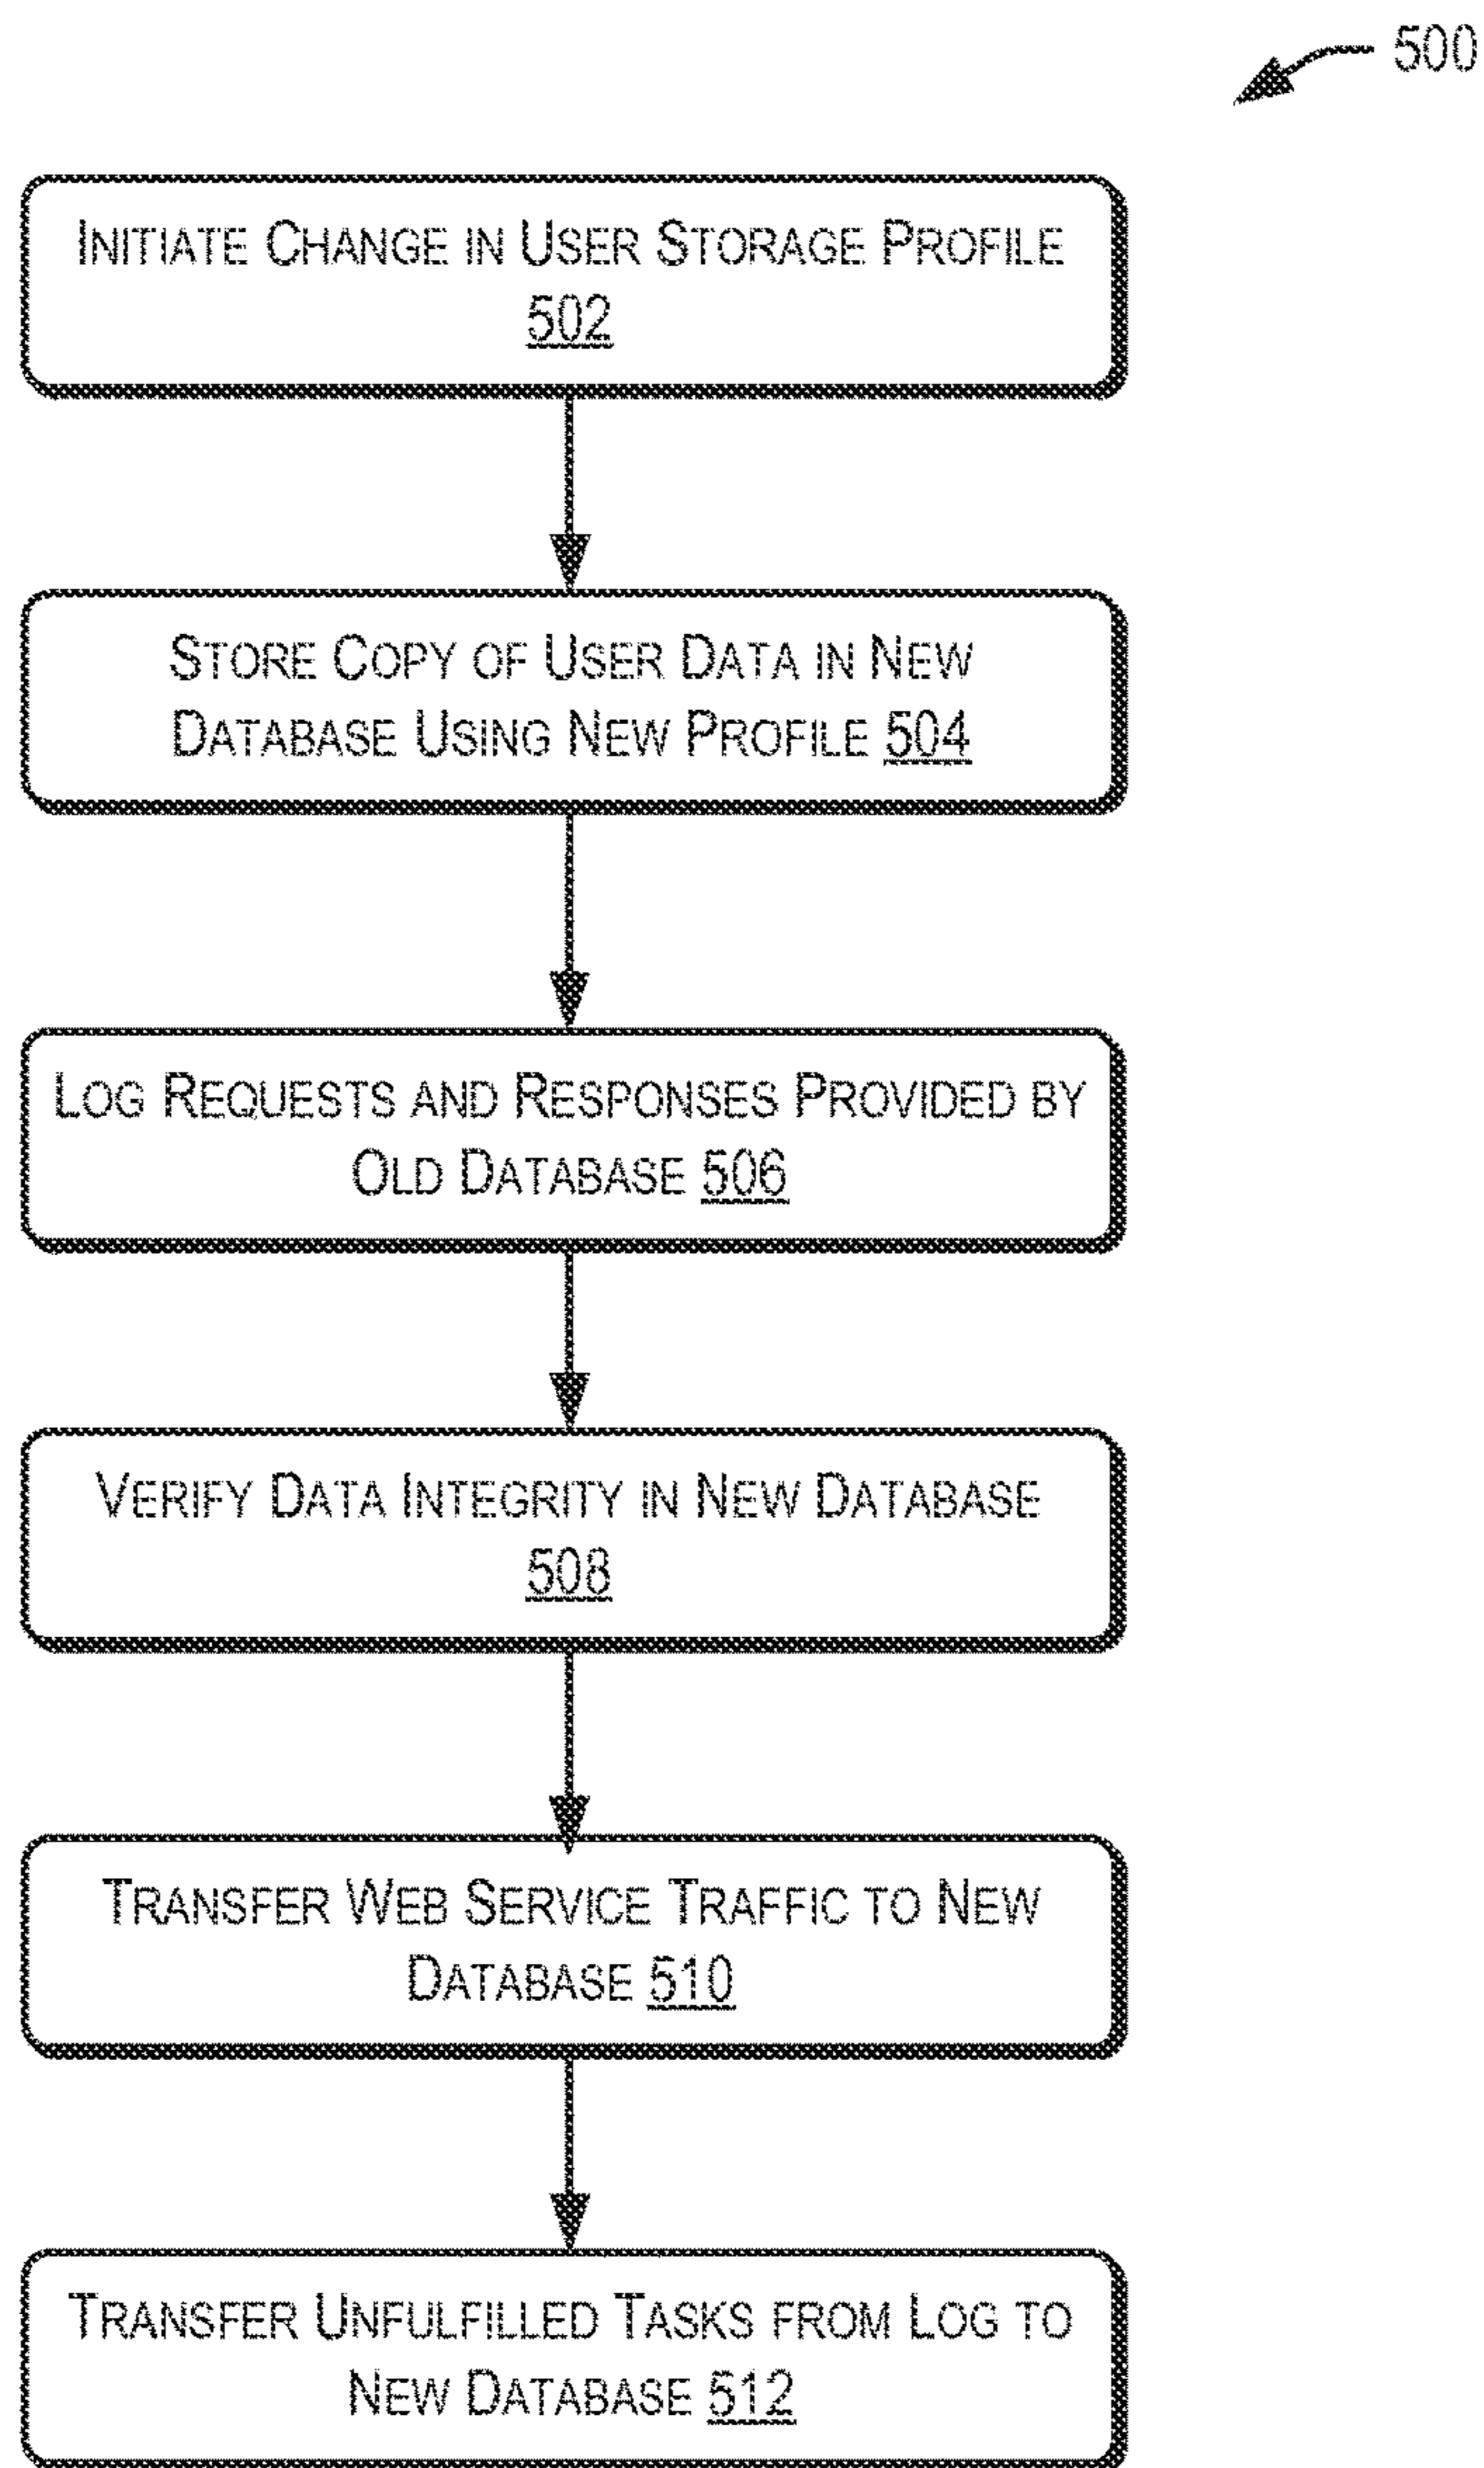 500
INITIATE CHANGE IN USER STORAGE PROFILE
502
STORE COPY OF USER DATA IN NEW
DATABASE USING NEW PROFILE 504
LOG REQUESTS AND RESPONSES PROVIDED BY
OLD DATABASE 506
VERIFY DATA INTEGRITY IN NEW DATABASE
508
TRANSFER WEB SERVICE TRAFFIC TO NEW
DATABASE 510
TRANSFER UNFULFILLED TASKS FROM LOG TO
NEW DATABASE 512